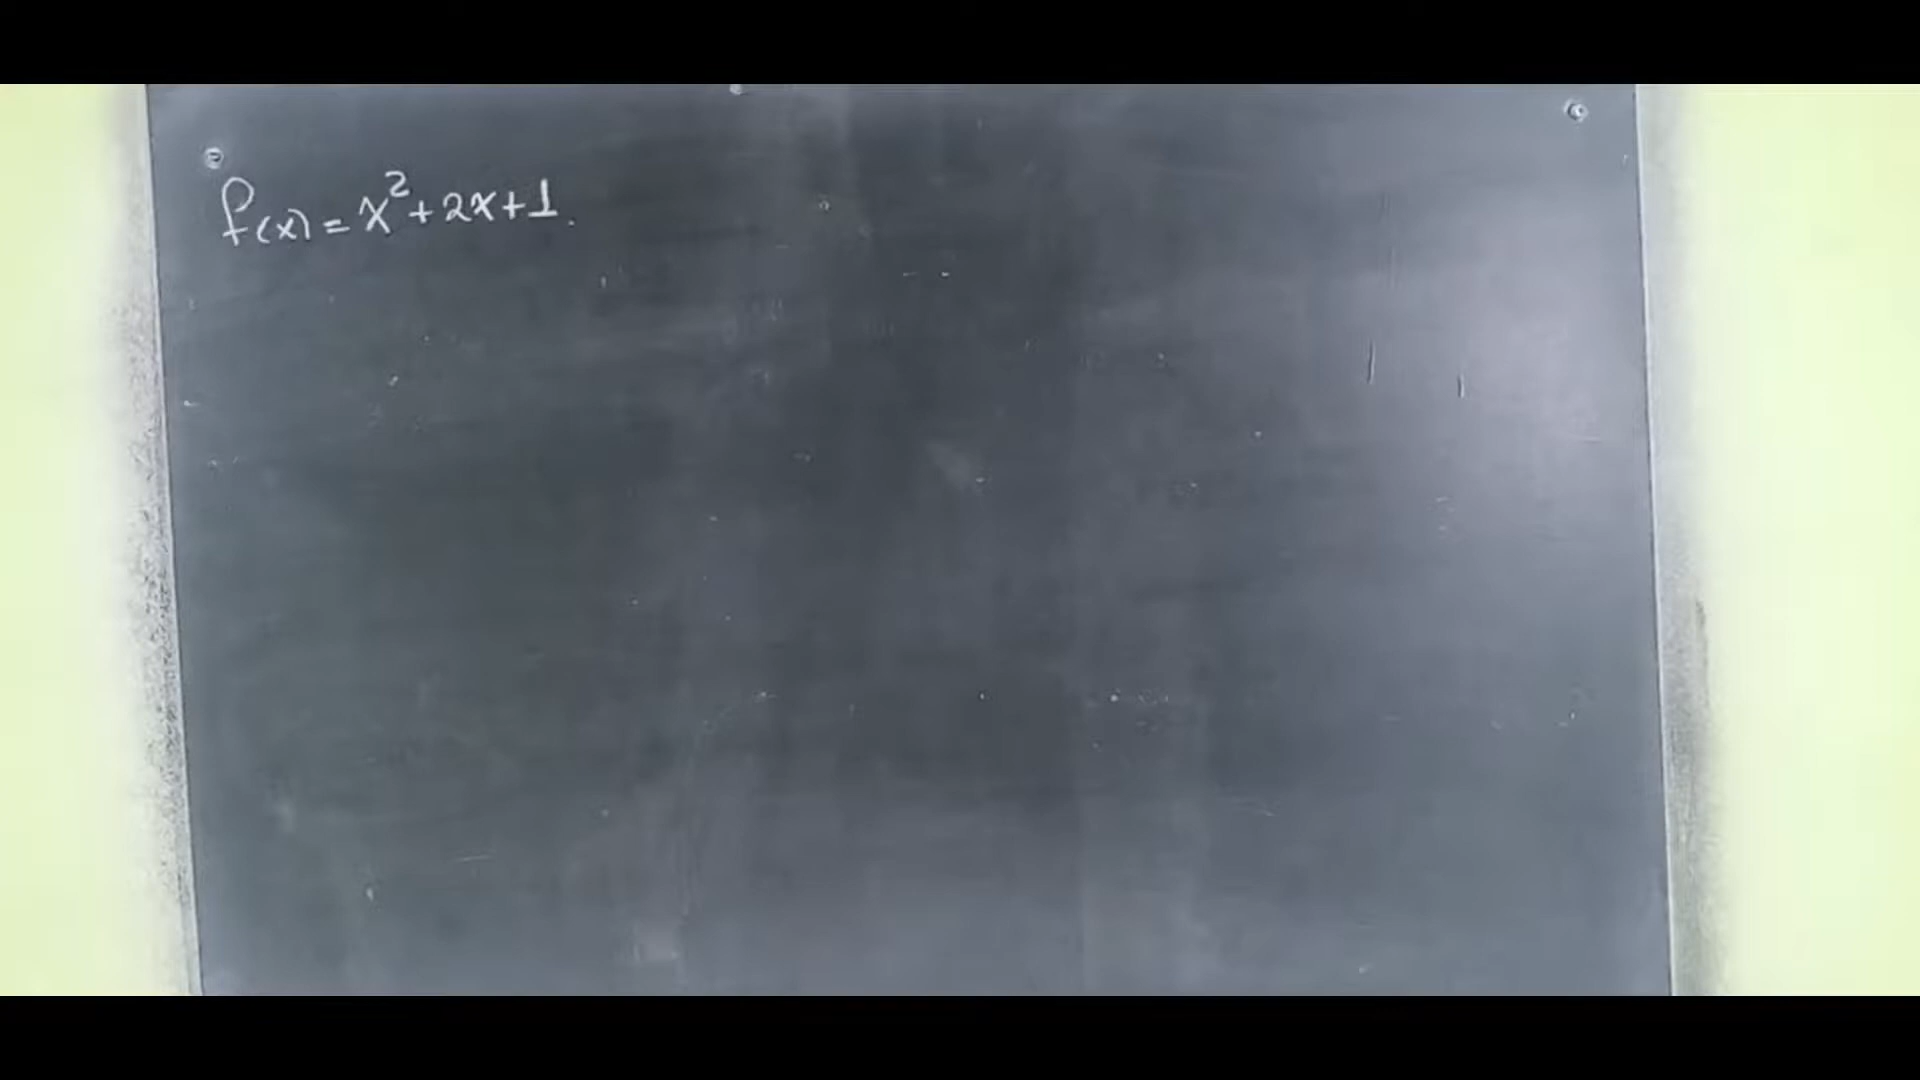 f(x) = x² + 2x + 1.